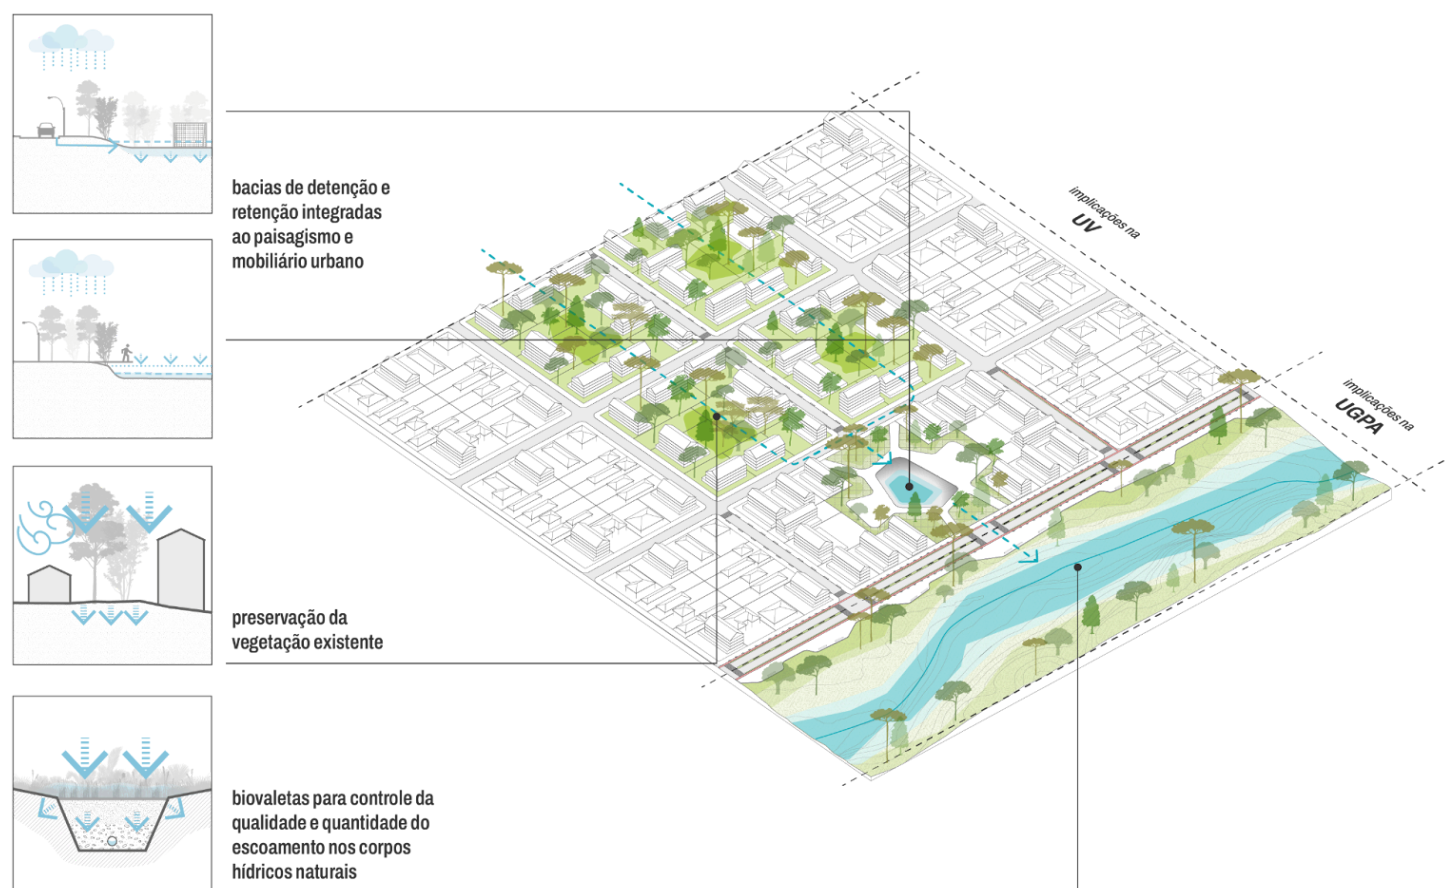 bacias de detenção e
retenção integradas
ao paisagismo e
mobiliário urbano
implicações na
UV
implicações na
UGPA
preservação da
vegetação existente
biovaletas para controle da
qualidade e quantidade do
escoamento nos corpos
hídricos naturais